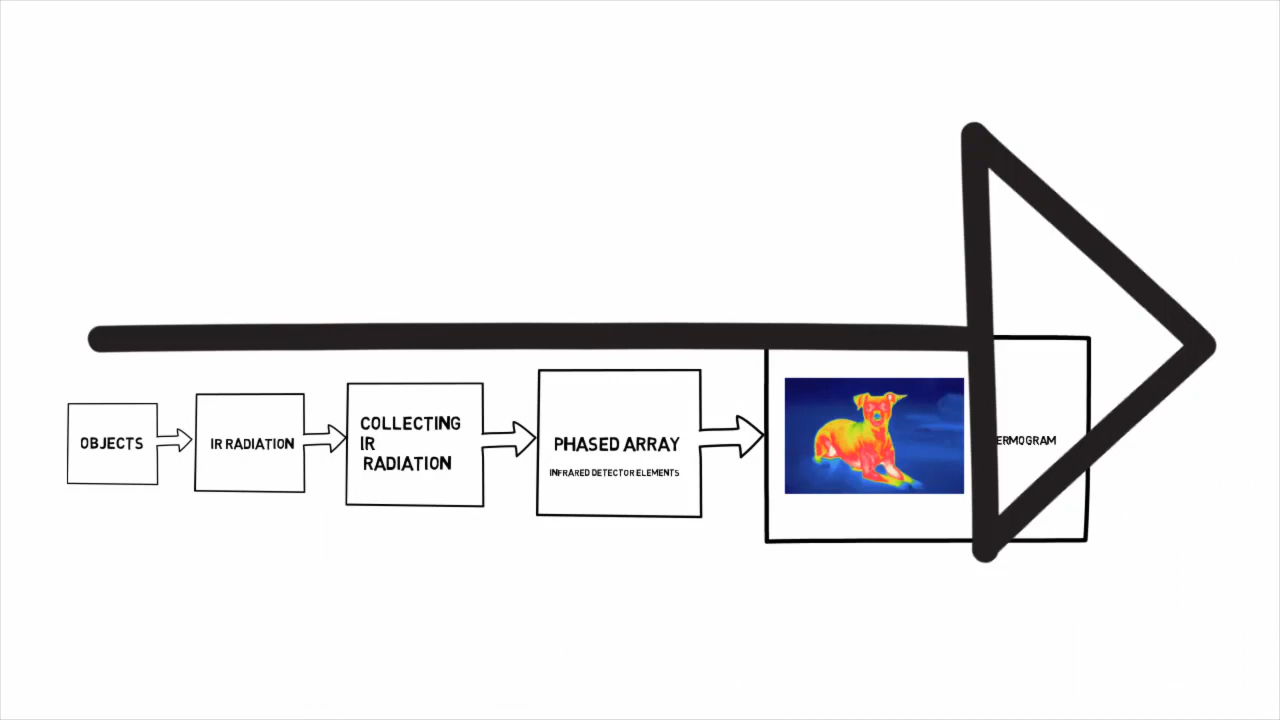 OBJECTS
IR RADIATION
COLLECTING
IR
RADIATION
PHASED ARRAY
INFRARED DETECTOR ELEMENTS
ERMOGRAM